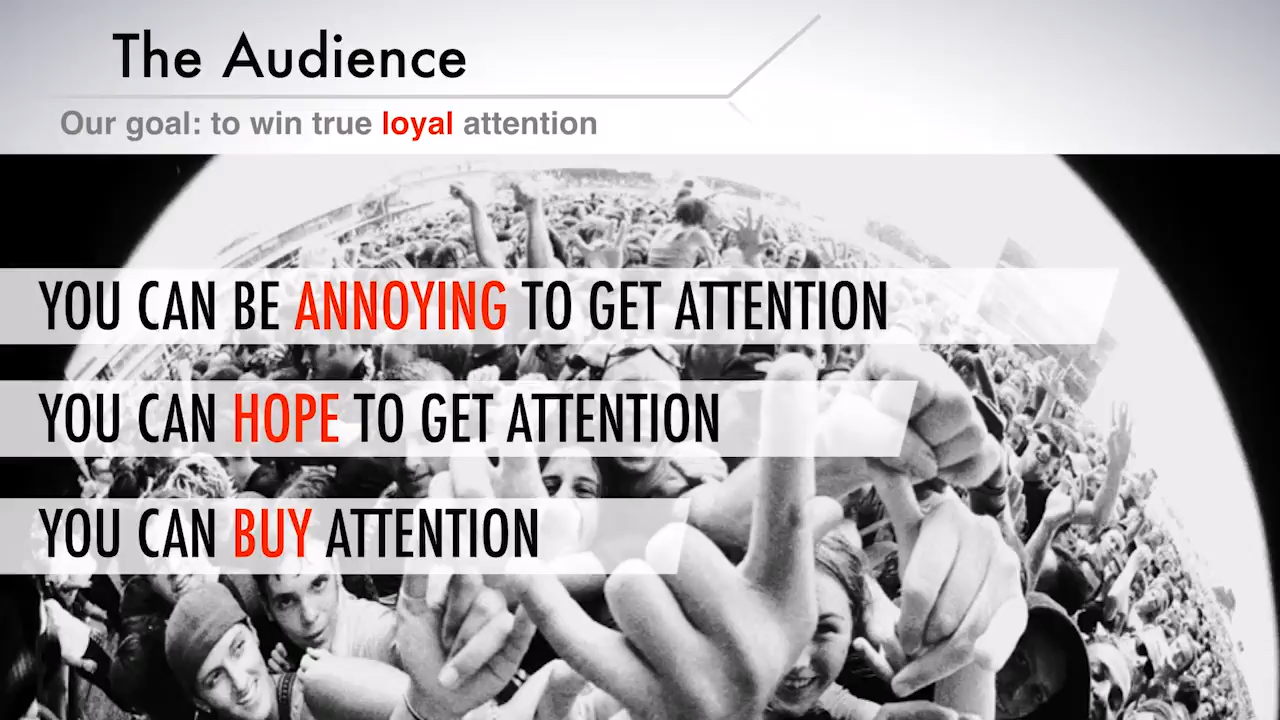 The Audience
Our goal: to win true loyal attention
YOU CAN BE ANNOYING TO GET ATTENTION
YOU CAN HOPE TO GET ATTENTION
YOU CAN BUY ATTENTION